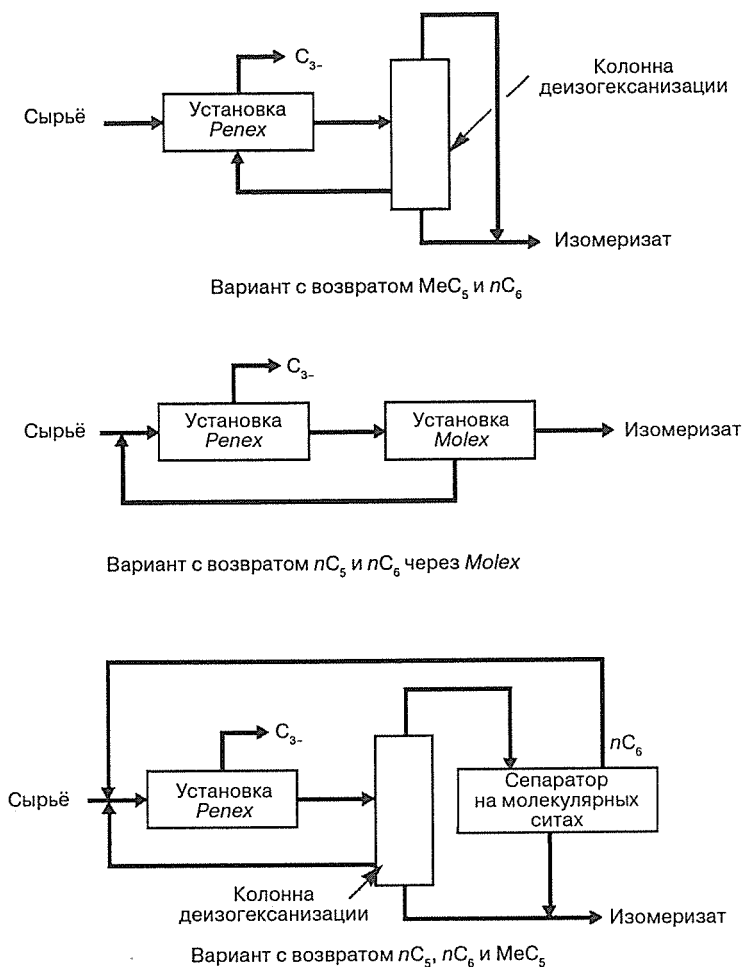 C₃₋
Колонна
деизогексанизации
Сырьё
Установка
Penex
Изомеризат
Вариант с возвратом MeC₅ и nC₆
C₃₋
Сырьё
Установка
Penex
Установка
Molex
Изомеризат
Вариант с возвратом nC₅ и nC₆ через Molex
C₃₋
nC₆
Сырьё
Установка
Penex
Сепаратор
на молекулярных
ситах
Колонна
деизогексанизации
Изомеризат
Вариант с возвратом nC₅, nC₆ и MeC₅